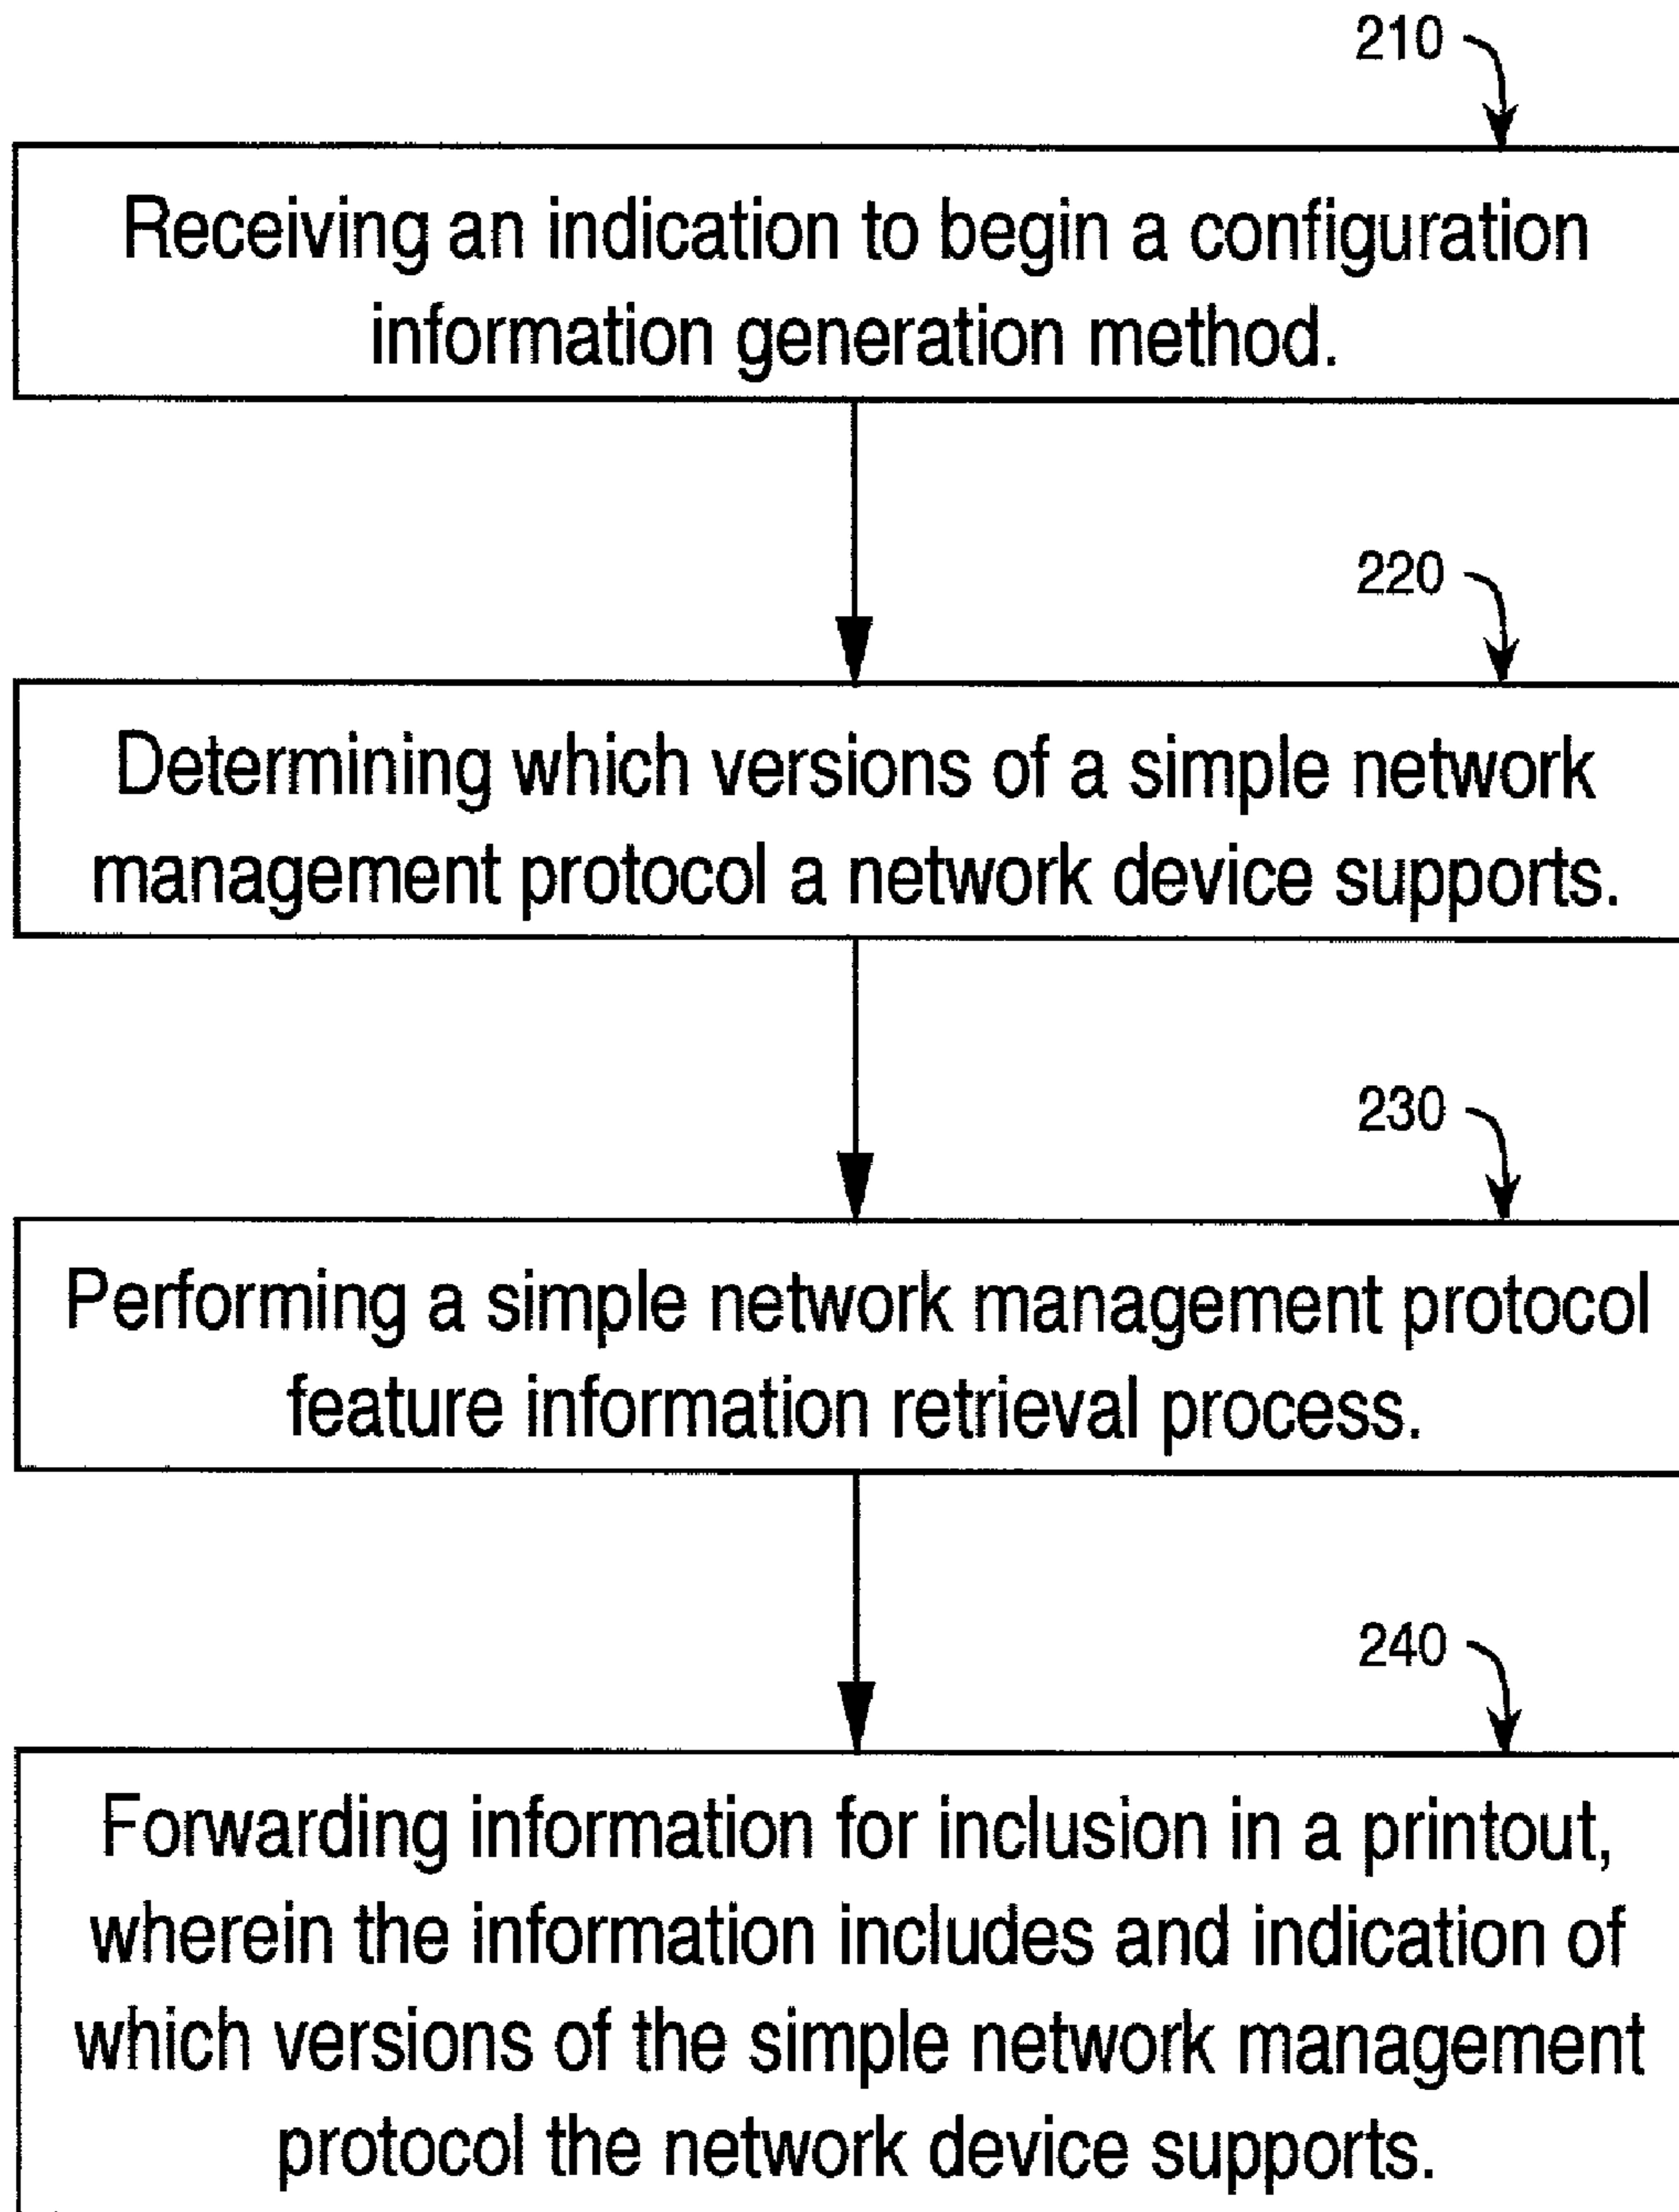 210
Receiving an indication to begin a configuration
information generation method.
220
Determining which versions of a simple network
management protocol a network device supports.
230
Performing a simple network management protocol
feature information retrieval process.
240
Forwarding information for inclusion in a printout,
wherein the information includes and indication of
which versions of the simple network management
protocol the network device supports.